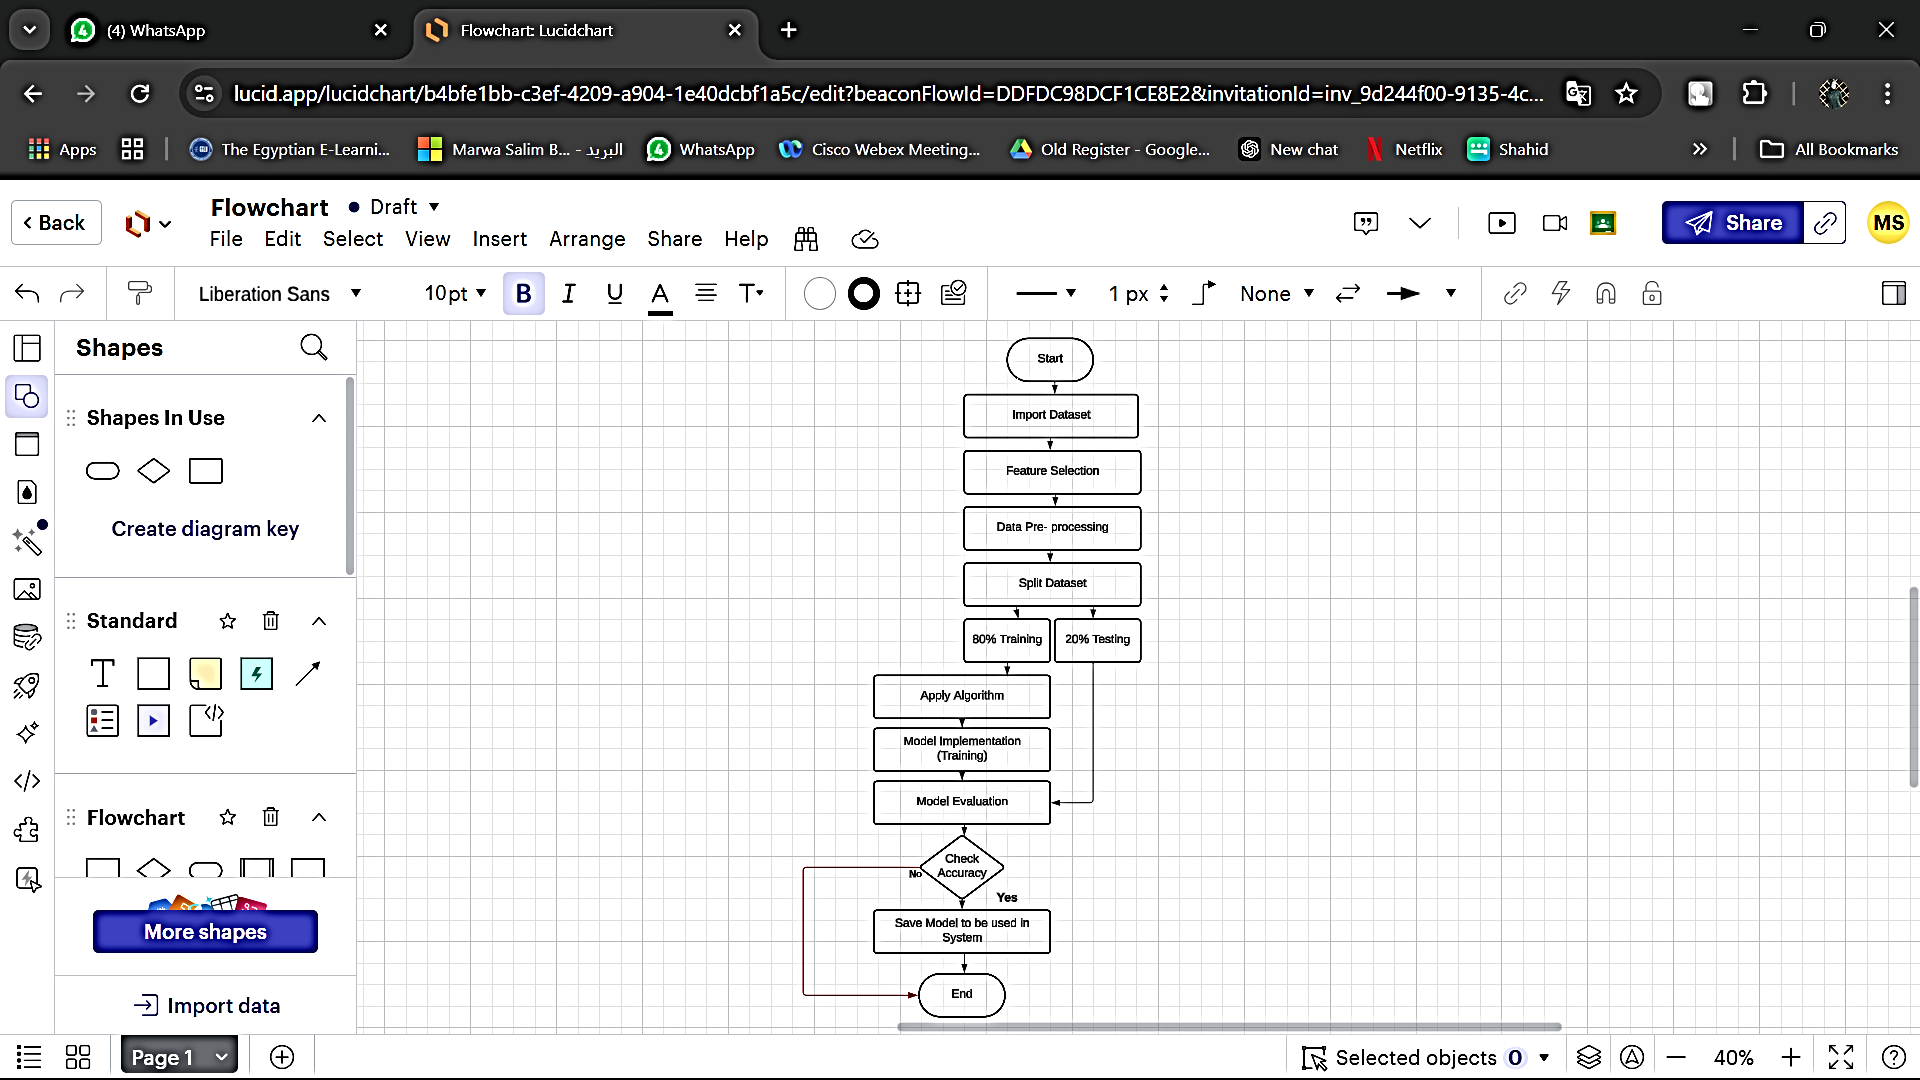 (4) WhatsApp
Flowchart: Lucidchart
lucid.app/lucidchart/b4bfe1bb-c3ef-4209-a904-1e40dcbf1a5c/edit?beaconFlowId=DDFDC98DCF1CE8E2&invitationId=inv_9d244f00-9135-4c...
Apps
The Egyptian E-Learni...
Marwa Salim B... - البريد
WhatsApp
Cisco Webex Meeting...
Old Register - Google...
New chat
Netflix
Shahid
All Bookmarks
Back
Flowchart
Draft
File Edit Select View Insert Arrange Share Help
Share
MS
Liberation Sans
10pt
B I U A T
1 px
None
Shapes
Shapes In Use
Create diagram key
Standard
T
Flowchart
More shapes
Import data
Start
Import Dataset
Feature Selection
Data Pre- processing
Split Dataset
80% Training
20% Testing
Apply Algorithm
Model Implementation
(Training)
Model Evaluation
Check
Accuracy
No
Yes
Save Model to be used in
System
End
Page 1
Selected objects 0
40%